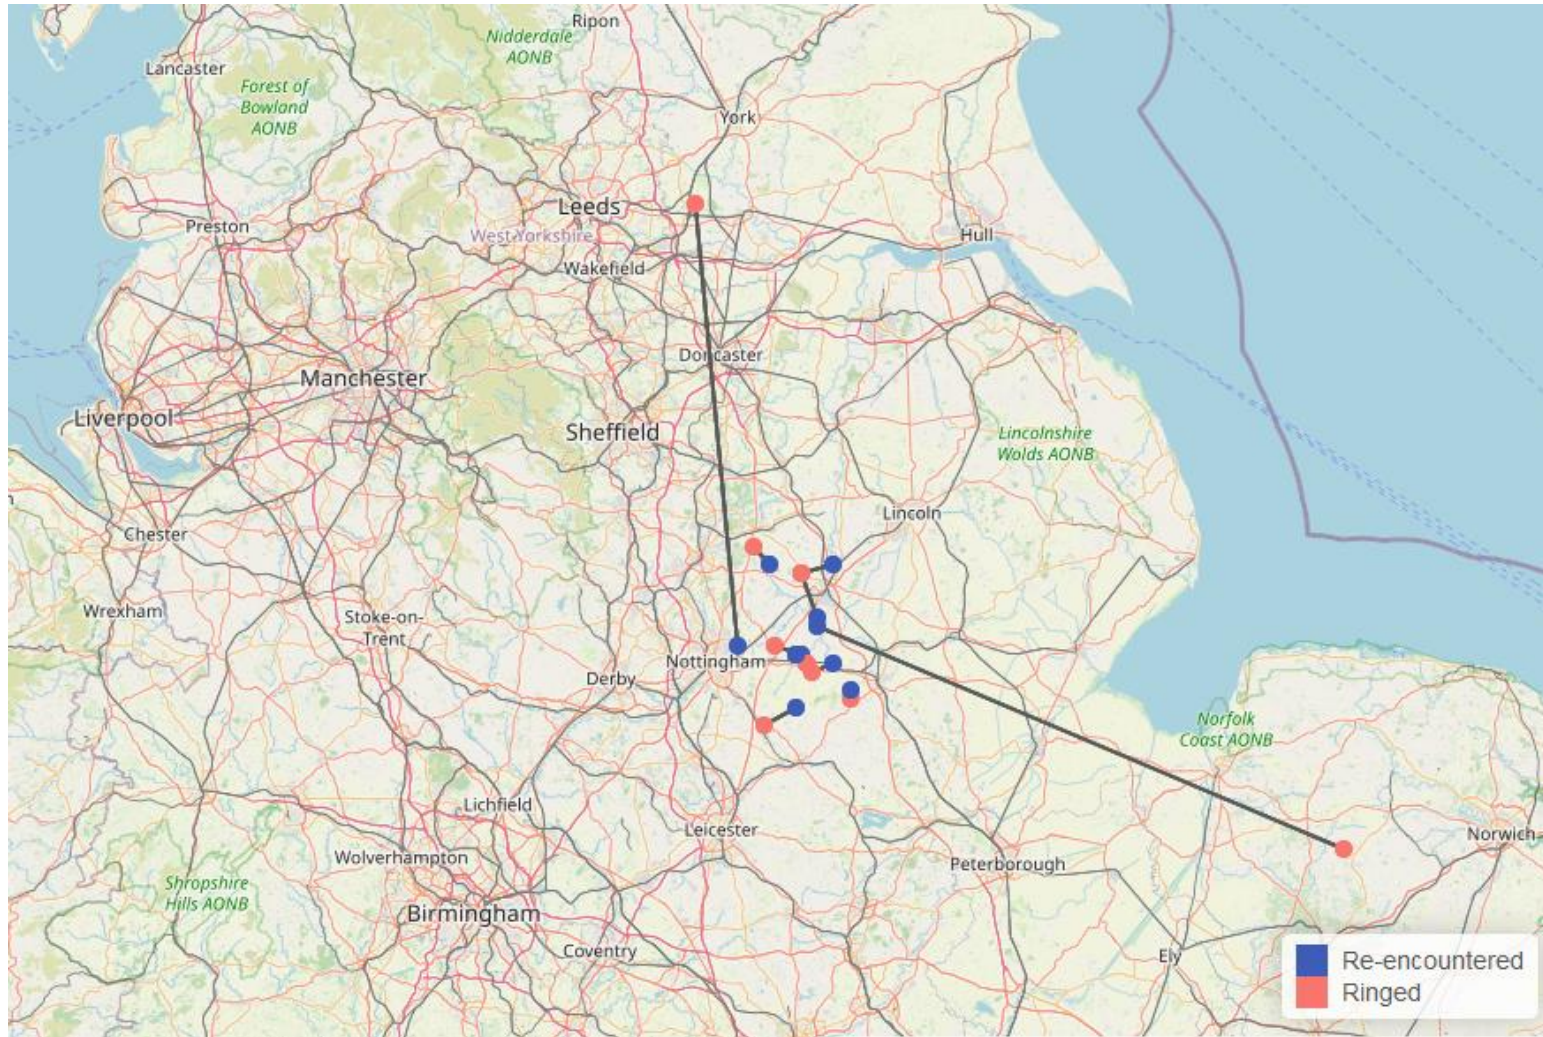 Ripon
Nidderdale
AONB
Lancaster
Forest of
Bowland
AONB
York
Leeds
Preston
West Yorkshire
Hull
Wakefield
Doncaster
Manchester
Liverpool
Sheffield
Lincolnshire
Wolds AONB
Lincoln
Chester
Wrexham
Stoke-on-
Trent
Nottingham
Derby
Norfolk
Coast AONB
Lichfield
Leicester
Norwich
Wolverhampton
Peterborough
Shropshire
Hills AONB
Birmingham
Coventry
Ely
Re-encountered
Ringed